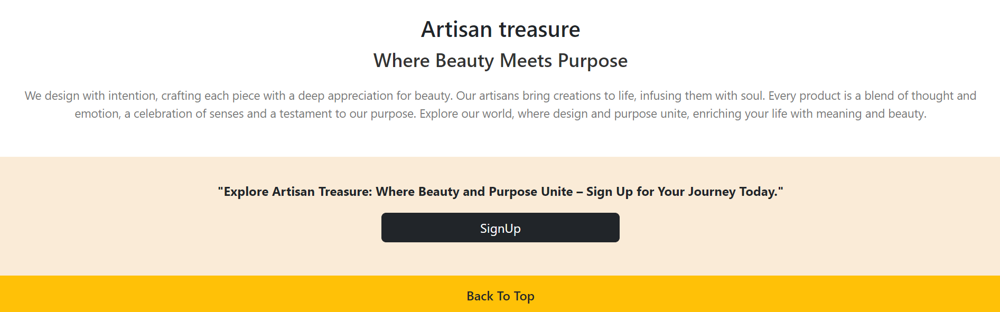 Artisan treasure
Where Beauty Meets Purpose
We design with intention, crafting each piece with a deep appreciation for beauty. Our artisans bring creations to life, infusing them with soul. Every product is a blend of thought and
emotion, a celebration of senses and a testament to our purpose. Explore our world, where design and purpose unite, enriching your life with meaning and beauty.
"Explore Artisan Treasure: Where Beauty and Purpose Unite – Sign Up for Your Journey Today."
SignUp
Back To Top